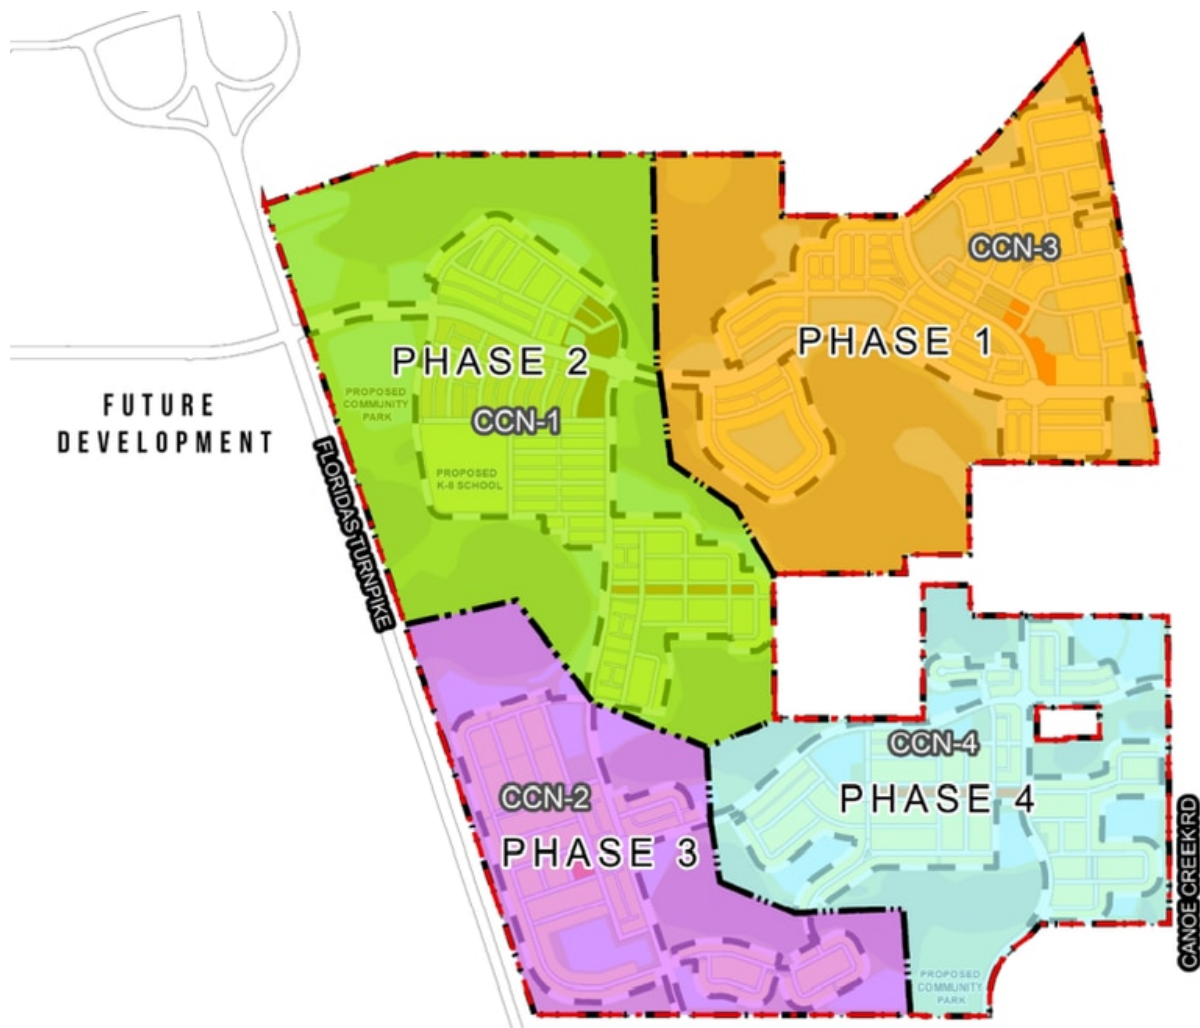 CCN-3
PHASE 1
PHASE 2
PROPOSED
COMMUNITY
PARK
FUTURE
DEVELOPMENT
CCN-1
FLORIDAS TURNPIKE
PROPOSED
K-8 SCHOOL
CCN-4
CCN-2
PHASE 4
PHASE 3
CANOE CREEK RD
PROPOSED
COMMUNITY
PARK